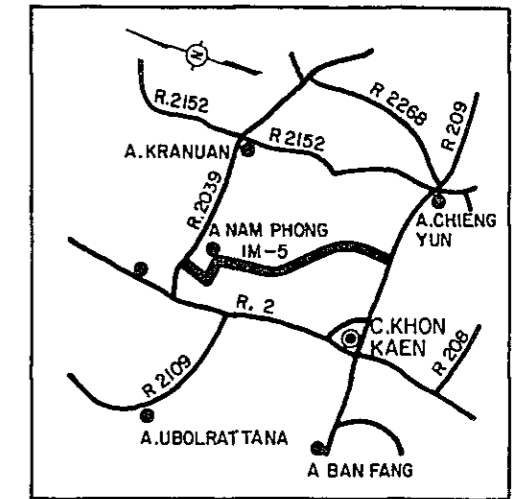 N
R.2152
R 2268
R 209
R 2152
A.KRANUAN
R.2039
A.CHIENG
YUN
A NAM PHONG
IM-5
R. 2
C.KHON
KAEN
R 208
R 2109
A.UBOLRATTANA
A BAN FANG